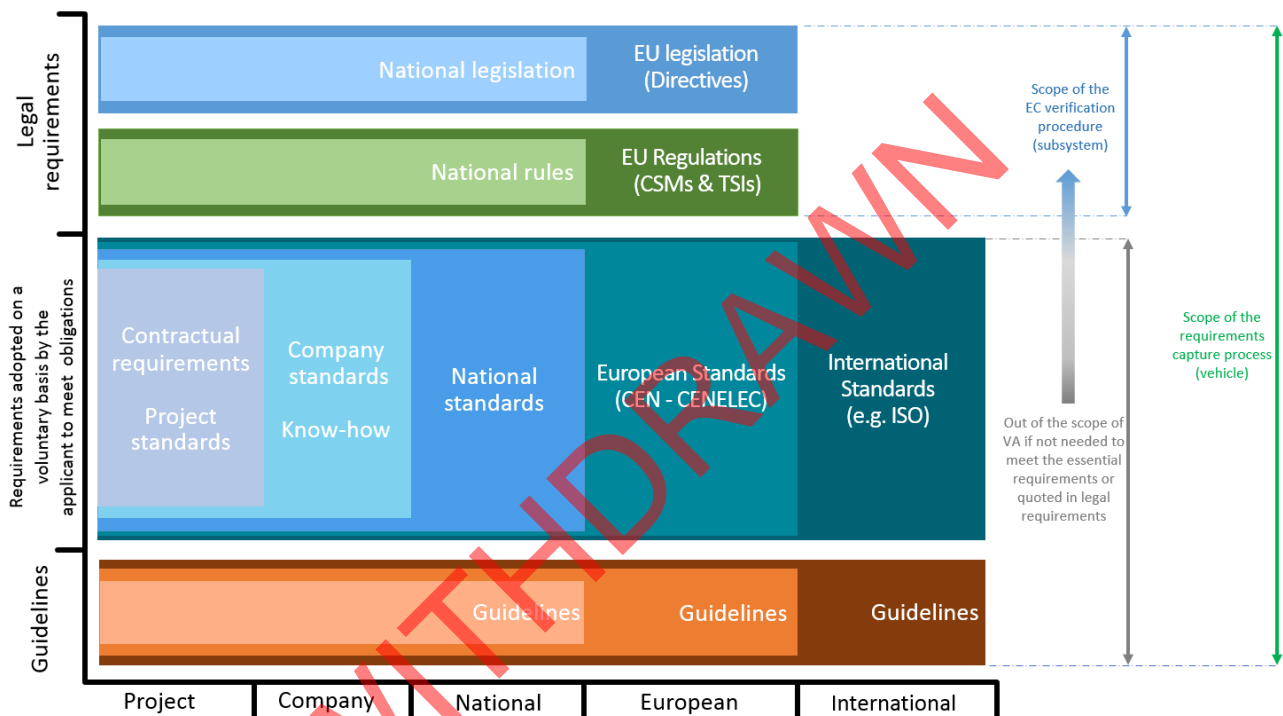 Legal
requirements
National legislation
EU legislation
(Directives)
National rules
EU Regulations
(CSMs & TSIs)
Scope of the
EC verification
procedure
(subsystem)
Requirements adopted on a
voluntary basis by the
applicant to meet obligations
Contractual
requirements
Project
standards
Company
standards
Know-how
National
standards
European Standards
(CEN - CENELEC)
International
Standards
(e.g. ISO)
Out of the scope of
VA if not needed to
meet the essential
requirements or
quoted in legal
requirements
Scope of the
requirements
capture process
(vehicle)
Guidelines
Guidelines
Guidelines
Guidelines
Project
Company
National
European
International
WITHDRAWN